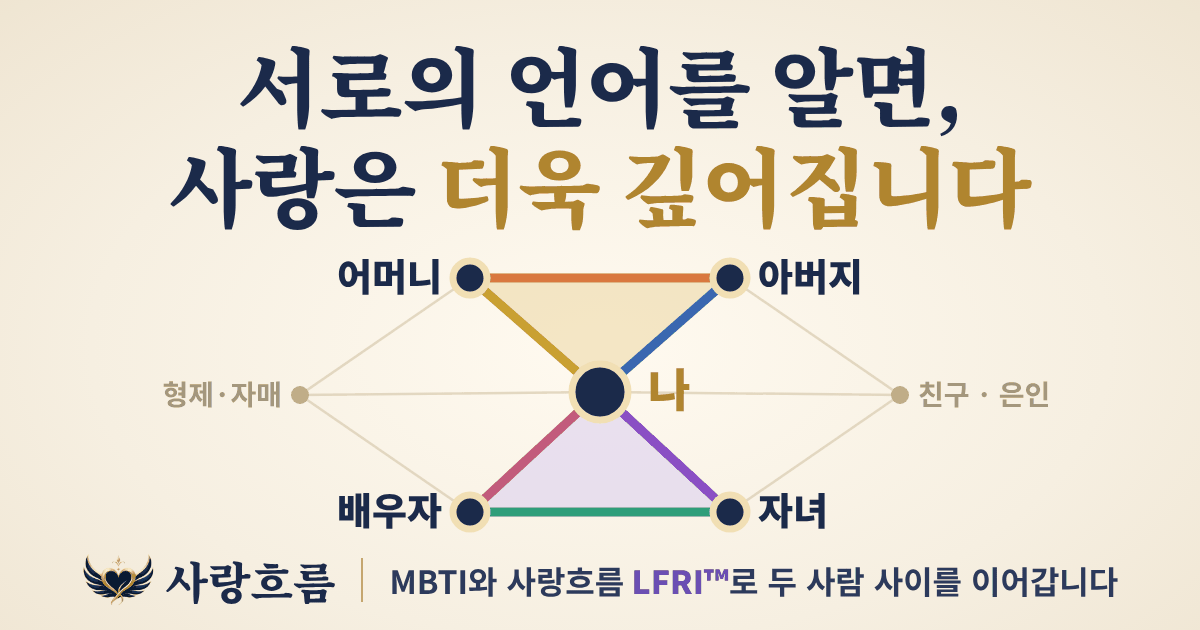 서로의 언어를 알면,
사랑은 더욱 깊어집니다
어머니
아버지
형제·자매
나
친구 · 은인
배우자
자녀
사랑흐름
MBTI와 사랑흐름 LFRI™로 두 사람 사이를 이어갑니다